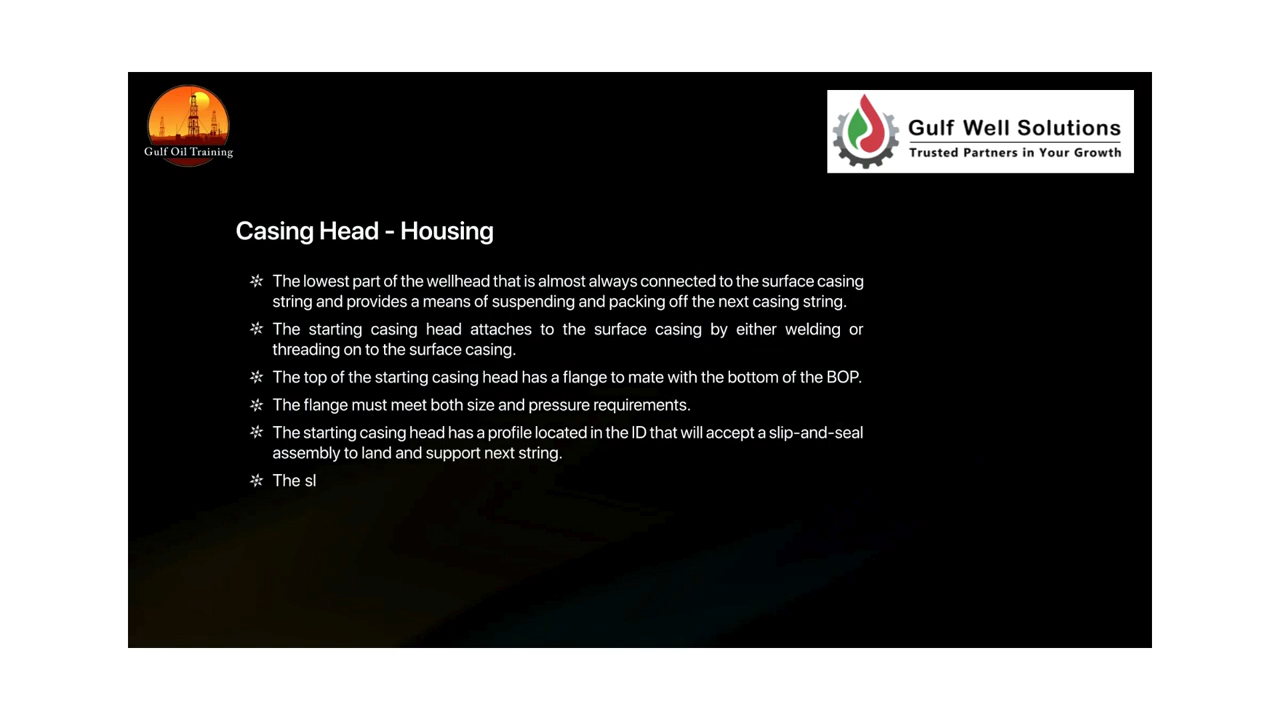 Gulf Oil Training
Gulf Well Solutions
Trusted Partners in Your Growth
Casing Head - Housing
The lowest part of the wellhead that is almost always connected to the surface casing
string and provides a means of suspending and packing off the next casing string.
The starting casing head attaches to the surface casing by either welding or
threading on to the surface casing.
The top of the starting casing head has a flange to mate with the bottom of the BOP.
The flange must meet both size and pressure requirements.
The starting casing head has a profile located in the ID that will accept a slip-and-seal
assembly to land and support next string.
The sl